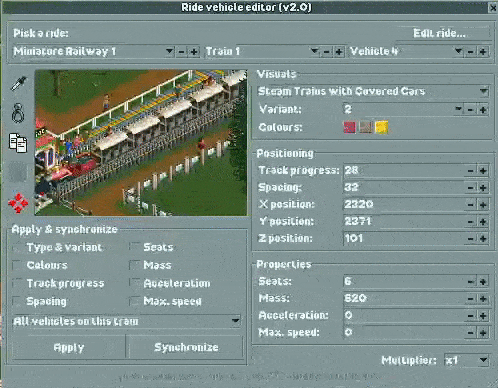 Ride vehicle editor (v2.0)
Pick a ride:
Edit ride...
Miniature Railway 1 - + Train 1 - + Vehicle 4 - +
Visuals
Steam Trains with Covered Cars
Variant: 2 - +
Colours:
Positioning
Track progress: 28 - +
Spacing: 32 - +
X position: 2320 - +
Y position: 2371 - +
Z position: 101 - +
Apply & synchronize
Type & variant
Seats
Colours
Mass
Track progress
Acceleration
Spacing
Max. speed
All vehicles on this train
Apply
Synchronize
Properties
Seats: 6 - +
Mass: 620 - +
Acceleration: 0 - +
Max. speed: 0 - +
Multiplier: x1